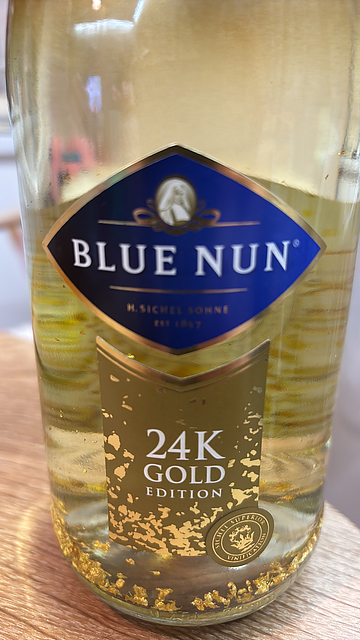 BLUE NUN®
H. SICHEL SÖHNE
EST 1857
24K
GOLD
EDITION